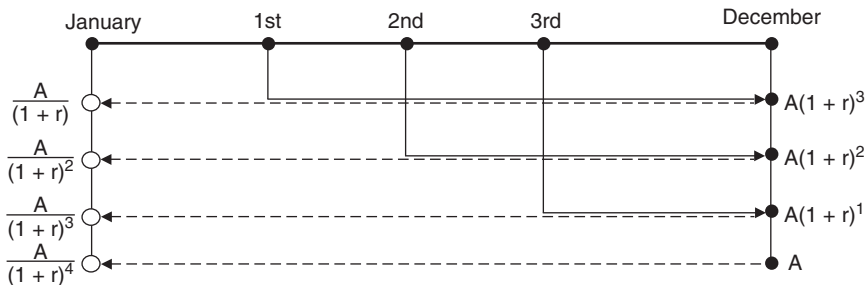 January 1st 2nd 3rd December
A
(1 + r)
A(1 + r)^3
A
(1 + r)^2
A(1 + r)^2
A
(1 + r)^3
A(1 + r)^1
A
(1 + r)^4
A